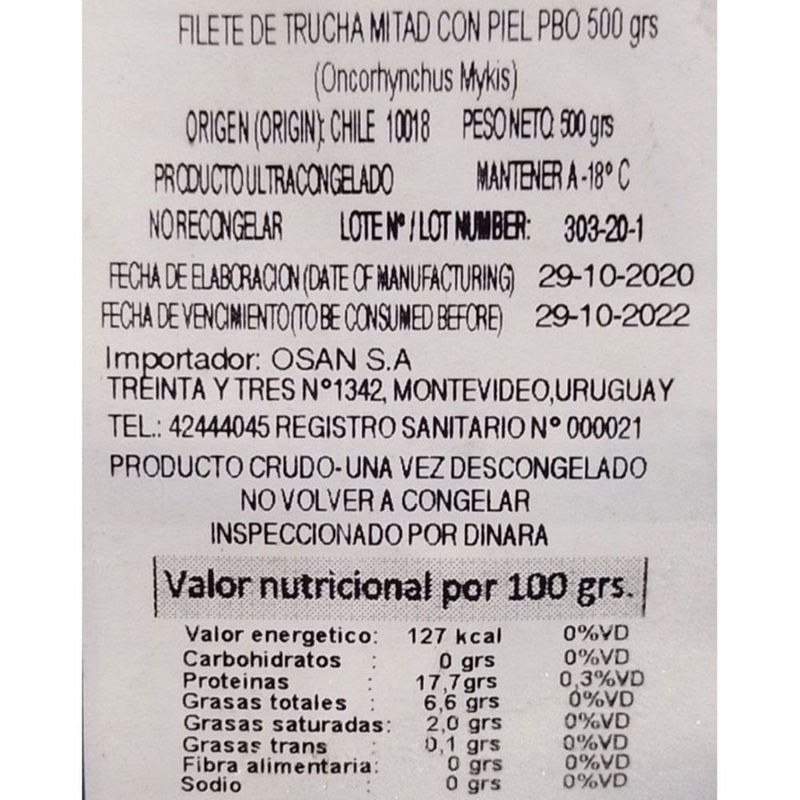 FILETE DE TRUCHA MITAD CON PIEL PBO 500 grs
(Oncorhynchus Mykis)
ORIGEN (ORIGIN): CHILE 10018 PESO NETO: 500 grs
PRODUCTO ULTRACONGELADO MANTENER A -18° C
NO RECONGELAR LOTE N° / LOT NUMBER: 303-20-1
FECHA DE ELABORACION (DATE OF MANUFACTURING) 29-10-2020
FECHA DE VENCIMIENTO (TO BE CONSUMED BEFORE) 29-10-2022
Importador: OSAN S.A
TREINTA Y TRES N°1342, MONTEVIDEO,URUGUAY
TEL.: 42444045 REGISTRO SANITARIO N° 000021
PRODUCTO CRUDO-UNA VEZ DESCONGELADO
NO VOLVER A CONGELAR
INSPECCIONADO POR DINARA
Valor nutricional por 100 grs.
Valor energetico: 127 kcal 0%VD
Carbohidratos : 0 grs 0%VD
Proteinas : 17,7grs 0,3%VD
Grasas totales : 6,6 grs 0%VD
Grasas saturadas: 2,0 grs 0%VD
Grasas trans : 0,1 grs 0%VD
Fibra alimentaria: 0 grs 0%VD
Sodio : 0 grs 0%VD